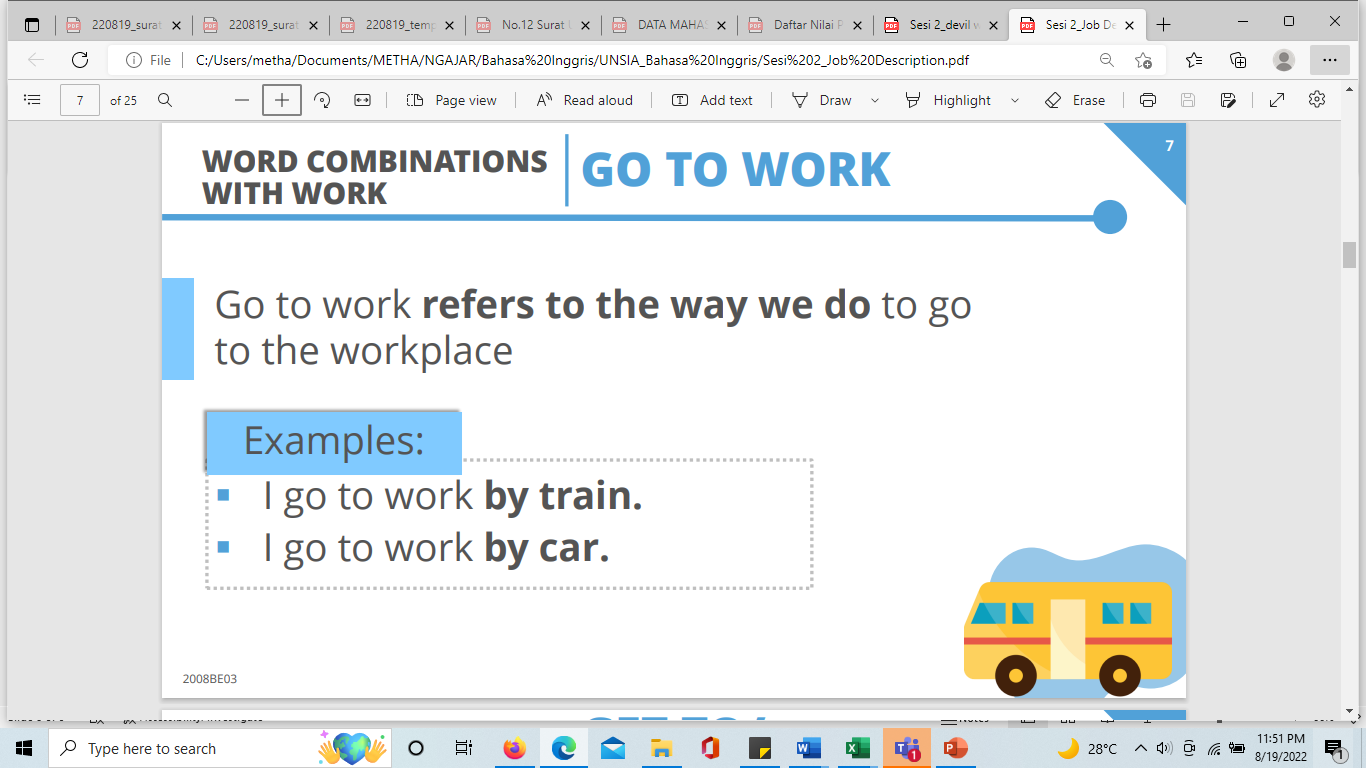 220819_surat
220819_surat
220819_temp
No.12 Surat
DATA MAHAS
Daftar Nilai P
Sesi 2_devil w
Sesi 2_Job De
File
C:/Users/metha/Documents/METHA/NGAJAR/Bahasa%20Inggris/UNSIA_Bahasa%20Inggris/Sesi%202_Job%20Description.pdf
7 of 25
Page view
Read aloud
Add text
Draw
Highlight
Erase
WORD COMBINATIONS
WITH WORK
GO TO WORK
7
Go to work refers to the way we do to go
to the workplace
Examples:
I go to work by train.
I go to work by car.
2008BE03
Type here to search
1
28°C
11:51 PM
8/19/2022
1